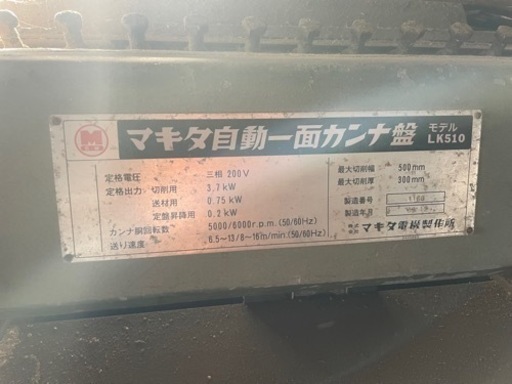 マキタ自動一面カンナ盤 モデル LK510
定格電圧 三相 200V
定格出力 切削用 3.7kW
送材用 0.75kW
定盤昇降用 0.2kW
カンナ胴回転数 5000/6000r.p.m.(50/60Hz)
送り速度 6.5~13/8~16m/min.(50/60Hz)
最大切削幅 500mm
最大切削厚 300mm
製造番号
製造年月
株式会社 マキタ電機製作所